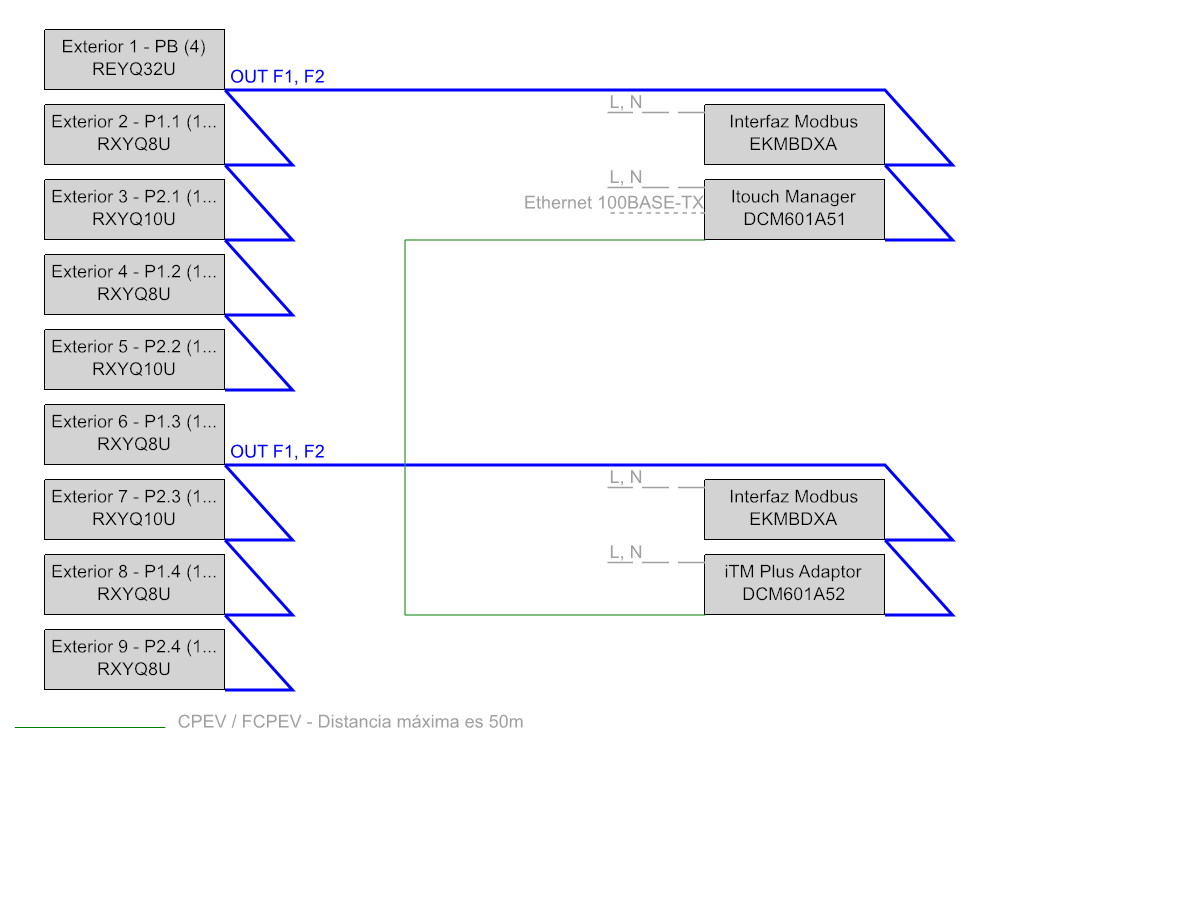 Exterior 1 - PB (4)
REYQ32U
OUT F1, F2
Exterior 2 - P1.1 (1...
RXYQ8U
L, N
Interfaz Modbus
EKMBDXA
Exterior 3 - P2.1 (1...
RXYQ10U
L, N
Ethernet 100BASE-TX
Itouch Manager
DCM601A51
Exterior 4 - P1.2 (1...
RXYQ8U
Exterior 5 - P2.2 (1...
RXYQ10U
Exterior 6 - P1.3 (1...
RXYQ8U
OUT F1, F2
Exterior 7 - P2.3 (1...
RXYQ10U
L, N
Interfaz Modbus
EKMBDXA
Exterior 8 - P1.4 (1...
RXYQ8U
L, N
iTM Plus Adaptor
DCM601A52
Exterior 9 - P2.4 (1...
RXYQ8U
CPEV / FCPEV - Distancia máxima es 50m